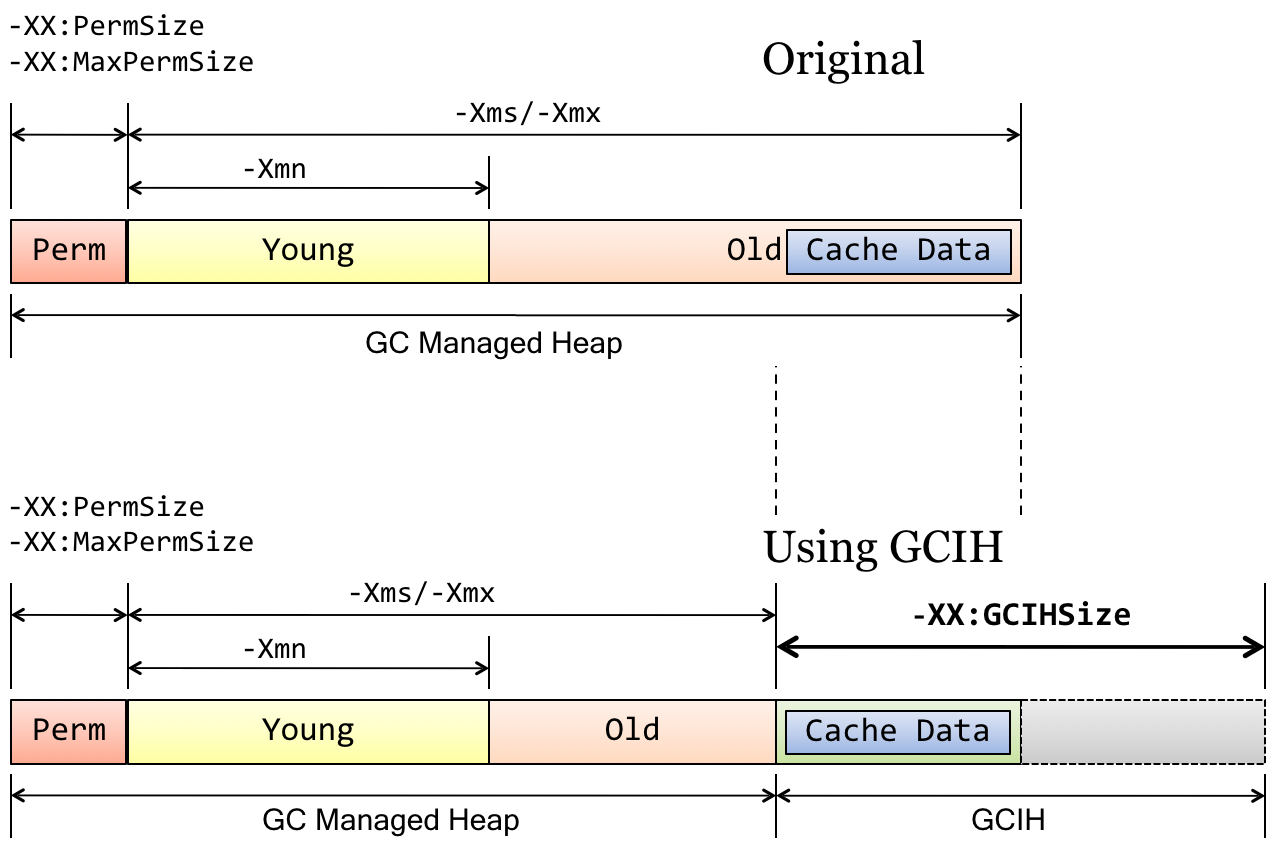 -XX:PermSize
-XX:MaxPermSize
Original
-Xms/-Xmx
-Xmn
Perm
Young
Old
Cache Data
GC Managed Heap
-XX:PermSize
-XX:MaxPermSize
Using GCIH
-Xms/-Xmx
-XX:GCIHSize
-Xmn
Perm
Young
Old
Cache Data
GC Managed Heap
GCIH